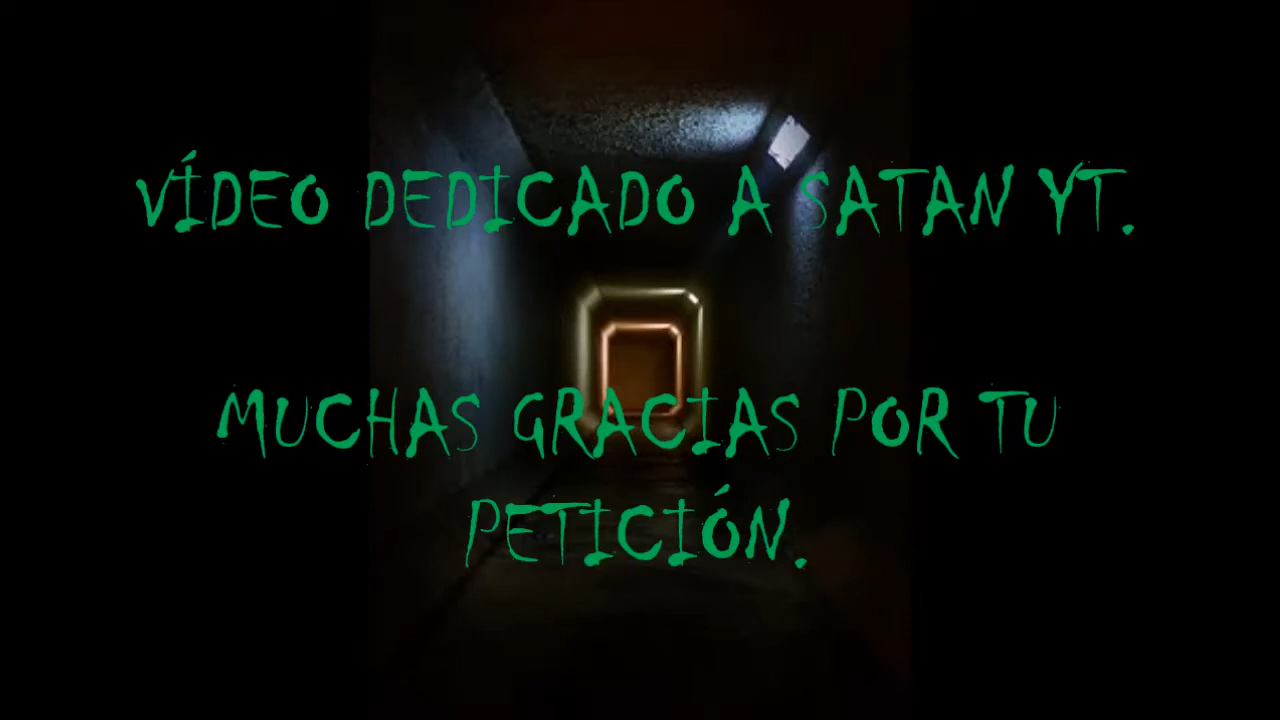 VÍDEO DEDICADO A SATAN YT.
MUCHAS GRACIAS POR TU
PETICIÓN.